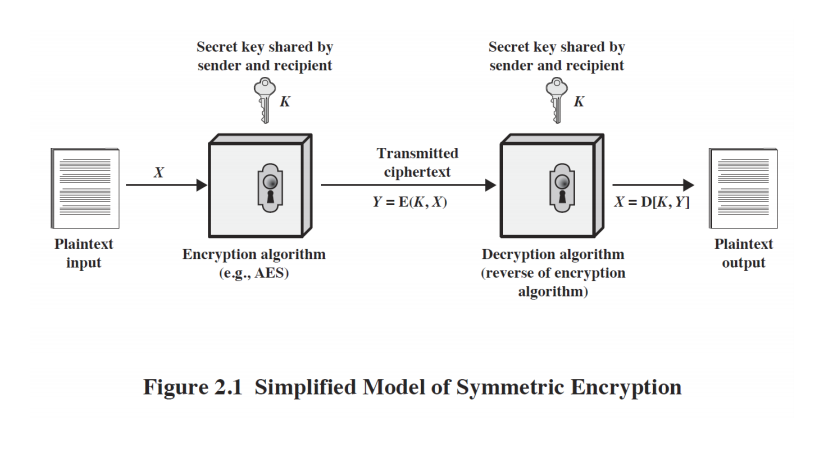 Secret key shared by
sender and recipient
K
Secret key shared by
sender and recipient
K
X
Transmitted
ciphertext
Y = E(K, X)
X = D[K, Y]
Plaintext
input
Encryption algorithm
(e.g., AES)
Decryption algorithm
(reverse of encryption
algorithm)
Plaintext
output
Figure 2.1 Simplified Model of Symmetric Encryption